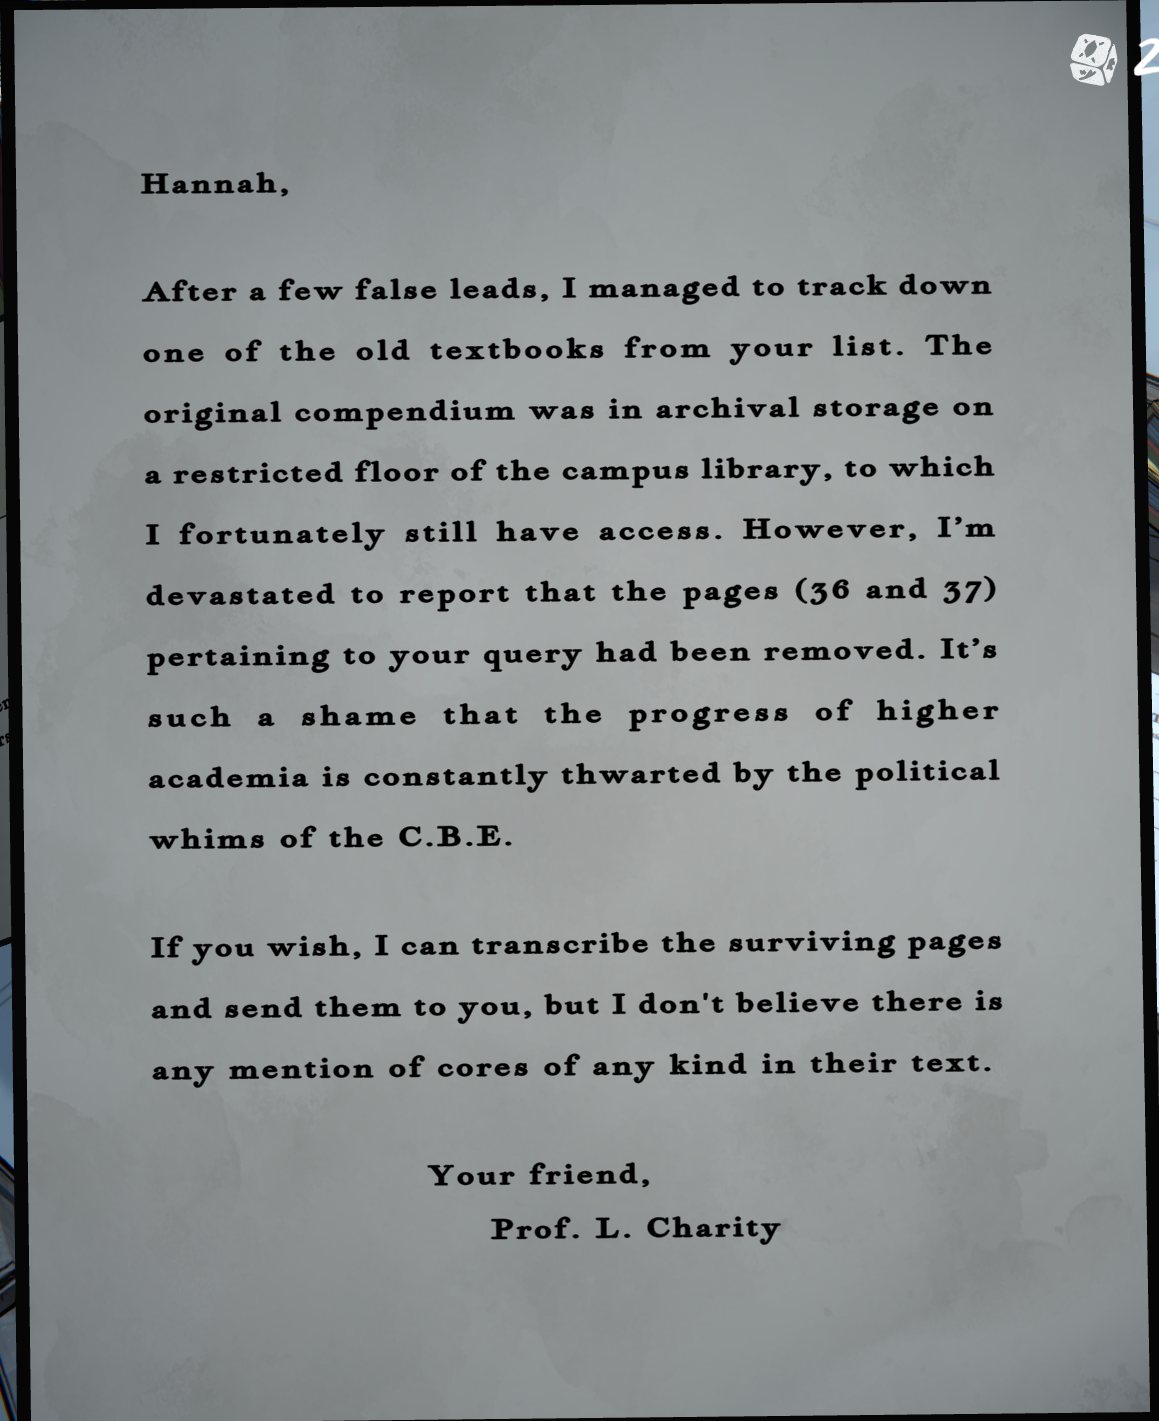 2
Hannah,
After a few false leads, I managed to track down
one of the old textbooks from your list. The
original compendium was in archival storage on
a restricted floor of the campus library, to which
I fortunately still have access. However, I’m
devastated to report that the pages (36 and 37)
pertaining to your query had been removed. It’s
such a shame that the progress of higher
academia is constantly thwarted by the political
whims of the C.B.E.
If you wish, I can transcribe the surviving pages
and send them to you, but I don't believe there is
any mention of cores of any kind in their text.
Your friend,
Prof. L. Charity